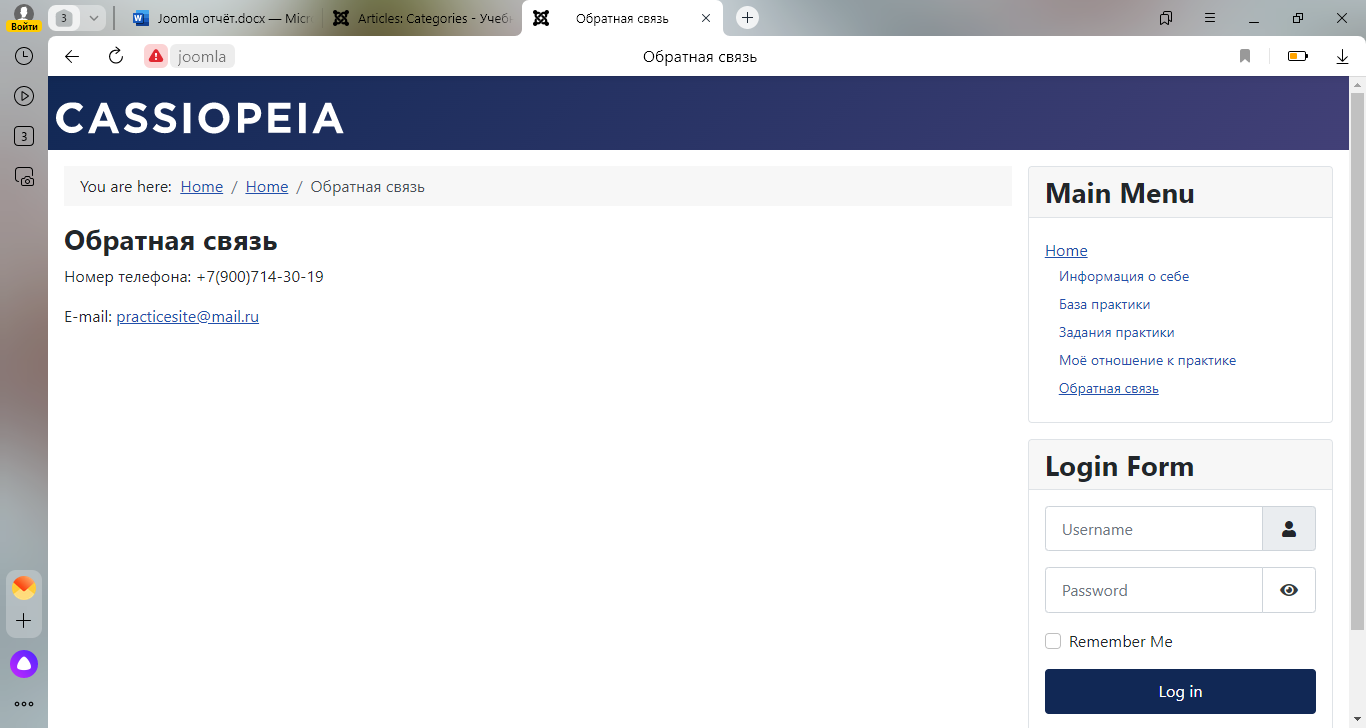 Войти
3
Joomla отчёт.docx — Micr
Articles: Categories - Учебн
Обратная связь
joomla
Обратная связь
3
CASSIOPEIA
You are here: Home / Home / Обратная связь
Обратная связь
Номер телефона: +7(900)714-30-19
E-mail: practicesite@mail.ru
Main Menu
Home
Информация о себе
База практики
Задания практики
Моё отношение к практике
Обратная связь
Login Form
Username
Password
Remember Me
Log in